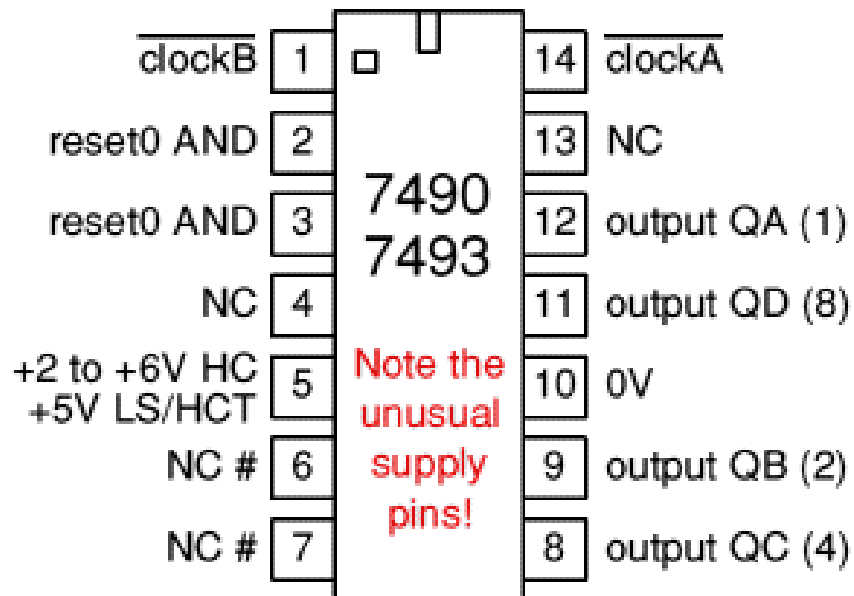 clockB 1
reset0 AND 2
reset0 AND 3
NC 4
+2 to +6V HC
+5V LS/HCT 5
NC # 6
NC # 7
7490
7493
Note the
unusual
supply
pins!
14 clockA
13 NC
12 output QA (1)
11 output QD (8)
10 0V
9 output QB (2)
8 output QC (4)